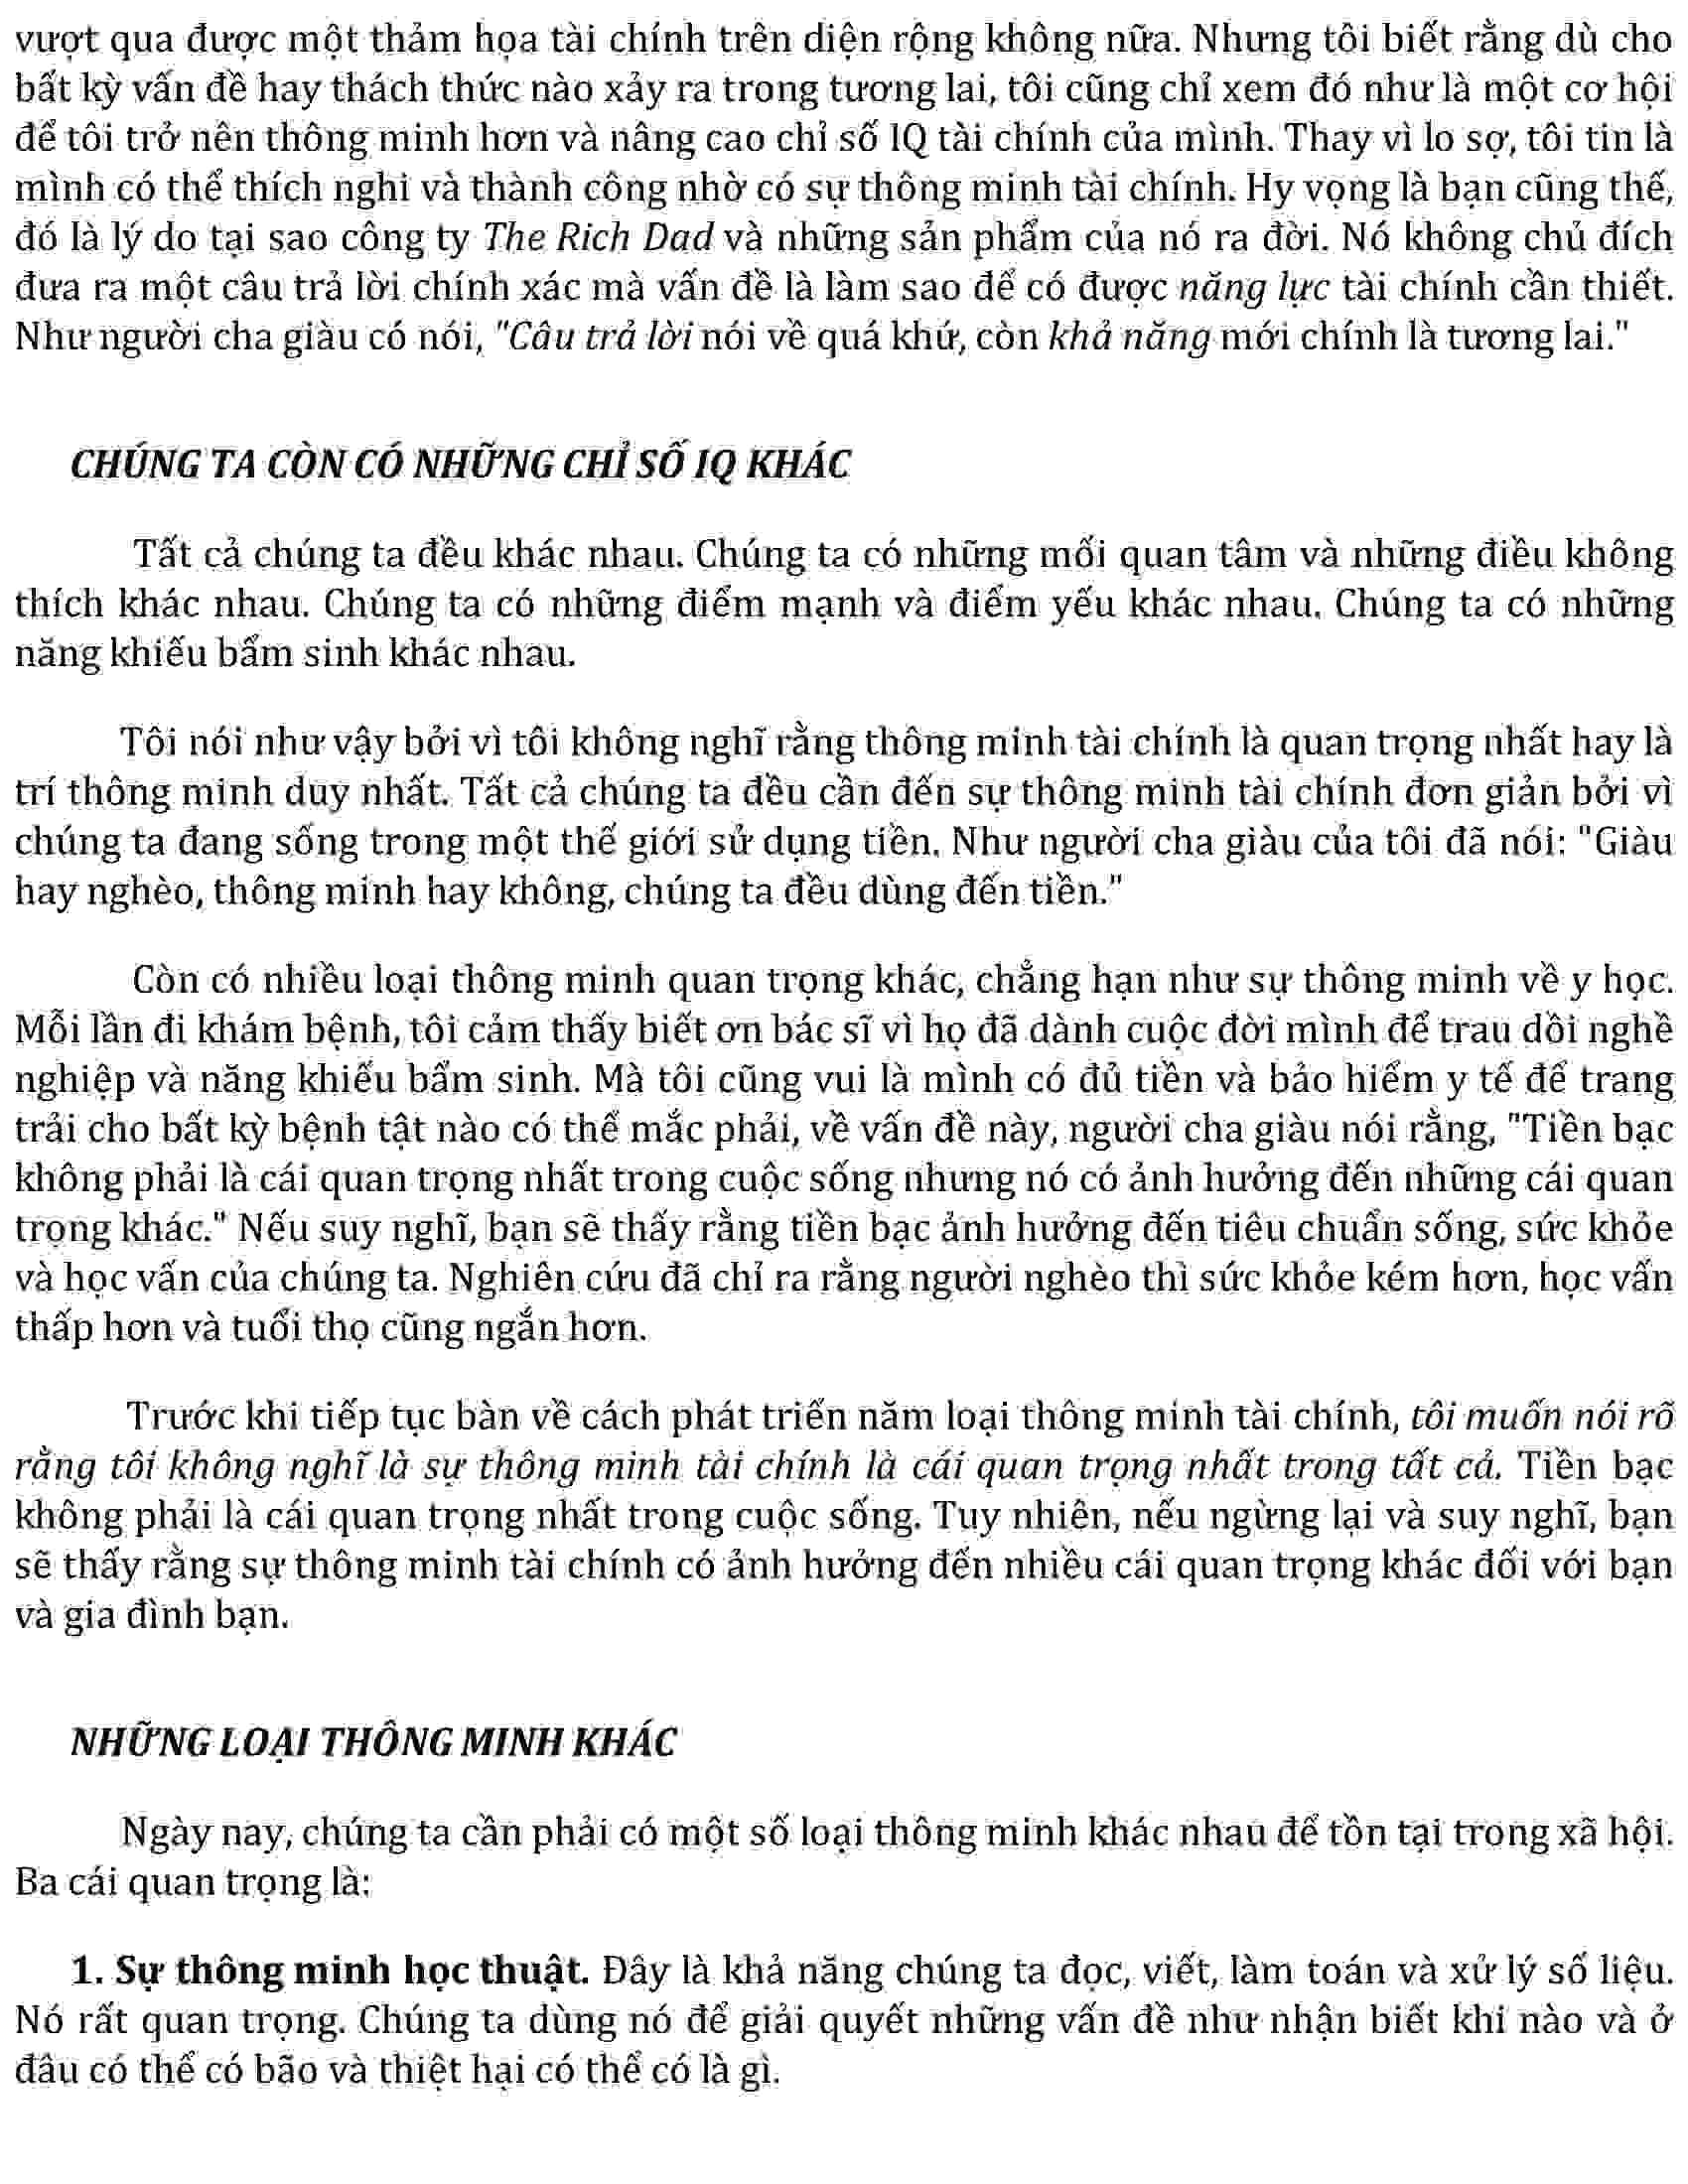 vượt qua được một thảm họa tài chính trên diện rộng không nữa. Nhưng tôi biết rằng dù cho
bất kỳ vấn đề hay thách thức nào xảy ra trong tương lai, tôi cũng chỉ xem đó như là một cơ hội
để tôi trở nên thông minh hơn và nâng cao chỉ số IQ tài chính của mình. Thay vì lo sợ, tôi tin là
mình có thể thích nghi và thành công nhờ có sự thông minh tài chính. Hy vọng là bạn cũng thế,
đó là lý do tại sao công ty The Rich Dad và những sản phẩm của nó ra đời. Nó không chủ đích
đưa ra một câu trả lời chính xác mà vấn đề là làm sao để có được năng lực tài chính cần thiết.
Như người cha giàu có nói, "Câu trả lời nói về quá khứ, còn khả năng mới chính là tương lai."
CHÚNG TA CÒN CÓ NHỮNG CHỈ SỐ IQ KHÁC
Tất cả chúng ta đều khác nhau. Chúng ta có những mối quan tâm và những điều không
thích khác nhau. Chúng ta có những điểm mạnh và điểm yếu khác nhau. Chúng ta có những
năng khiếu bẩm sinh khác nhau.
Tôi nói như vậy bởi vì tôi không nghĩ rằng thông minh tài chính là quan trọng nhất hay là
trí thông minh duy nhất. Tất cả chúng ta đều cần đến sự thông minh tài chính đơn giản bởi vì
chúng ta đang sống trong một thế giới sử dụng tiền. Như người cha giàu của tôi đã nói: "Giàu
hay nghèo, thông minh hay không, chúng ta đều dùng đến tiền."
Còn có nhiều loại thông minh quan trọng khác, chẳng hạn như sự thông minh về y học.
Mỗi lần đi khám bệnh, tôi cảm thấy biết ơn bác sĩ vì họ đã dành cuộc đời mình để trau dồi nghề
nghiệp và năng khiếu bẩm sinh. Mà tôi cũng vui là mình có đủ tiền và bảo hiểm y tế để trang
trải cho bất kỳ bệnh tật nào có thể mắc phải, về vấn đề này, người cha giàu nói rằng, "Tiền bạc
không phải là cái quan trọng nhất trong cuộc sống nhưng nó có ảnh hưởng đến những cái quan
trọng khác." Nếu suy nghĩ, bạn sẽ thấy rằng tiền bạc ảnh hưởng đến tiêu chuẩn sống, sức khỏe
và học vấn của chúng ta. Nghiên cứu đã chỉ ra rằng người nghèo thì sức khỏe kém hơn, học vấn
thấp hơn và tuổi thọ cũng ngắn hơn.
Trước khi tiếp tục bàn về cách phát triển năm loại thông minh tài chính, tôi muốn nói rõ
rằng tôi không nghĩ là sự thông minh tài chính là cái quan trọng nhất trong tất cả. Tiền bạc
không phải là cái quan trọng nhất trong cuộc sống. Tuy nhiên, nếu ngừng lại và suy nghĩ, bạn
sẽ thấy rằng sự thông minh tài chính có ảnh hưởng đến nhiều cái quan trọng khác đối với bạn
và gia đình bạn.
NHỮNG LOẠI THÔNG MINH KHÁC
Ngày nay, chúng ta cần phải có một số loại thông minh khác nhau để tồn tại trong xã hội.
Ba cái quan trọng là:
1. Sự thông minh học thuật. Đây là khả năng chúng ta đọc, viết, làm toán và xử lý số liệu.
Nó rất quan trọng. Chúng ta dùng nó để giải quyết những vấn đề như nhận biết khi nào và ở
đâu có thể có bão và thiệt hại có thể có là gì.